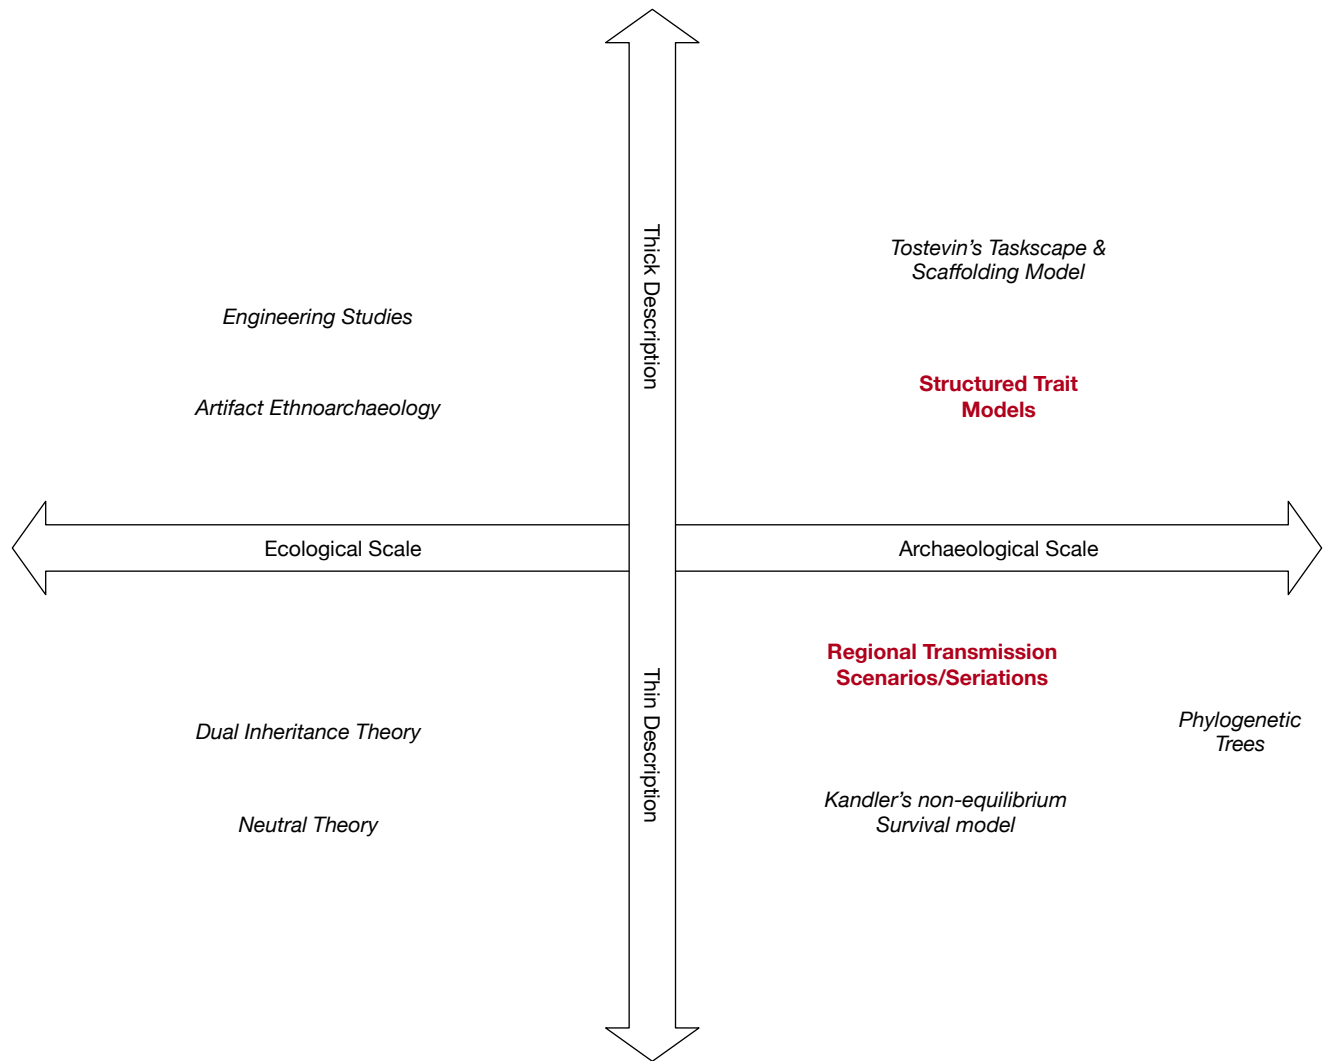 Thick Description
Tostevin’s Taskscape &
Scaffolding Model
Engineering Studies
Structured Trait
Models
Artifact Ethnoarchaeology
Ecological Scale
Archaeological Scale
Regional Transmission
Scenarios/Seriations
Thin Description
Phylogenetic
Trees
Dual Inheritance Theory
Kandler’s non-equilibrium
Survival model
Neutral Theory